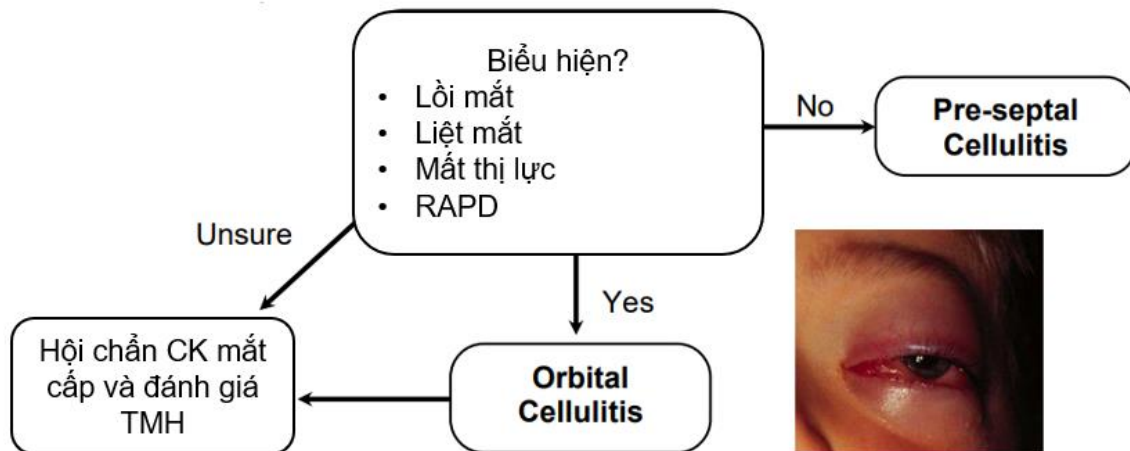 Biểu hiện?
• Lồi mắt
• Liệt mắt
• Mất thị lực
• RAPD
No
Pre-septal
Cellulitis
Unsure
Yes
Hội chẩn CK mắt
cấp và đánh giá
TMH
Orbital
Cellulitis